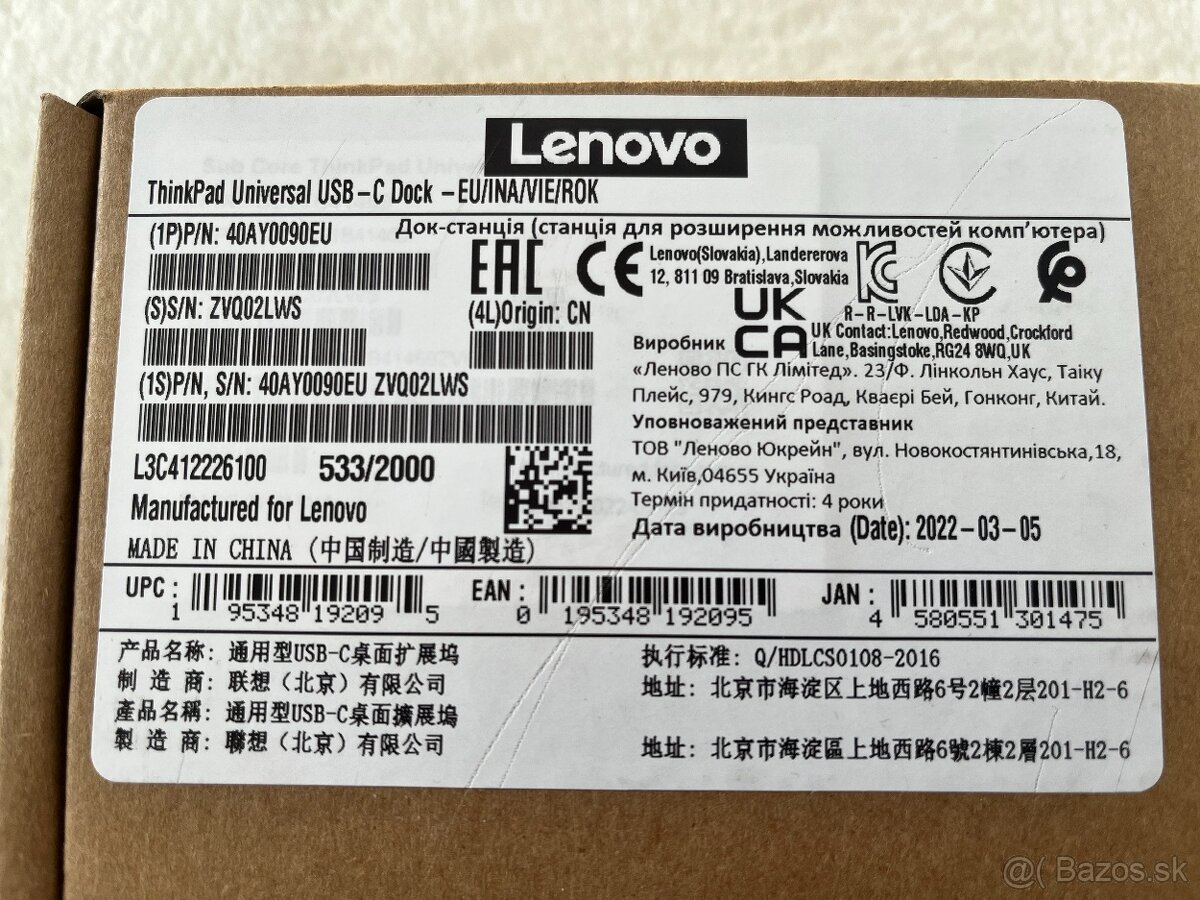 Lenovo
ThinkPad Universal USB-C Dock -EU/INA/VIE/ROK
Док-станція (станція для розширення можливостей комп'ютера)
(1P)P/N: 40AY0090EU
EAC CE
Lenovo(Slovakia),Landererova
12, 811 09 Bratislava,Slovakia
R-R-LVK-LDA-KP
(S)S/N: ZVQ02LWS
(4L)Origin: CN
UK
CA
UK Contact:Lenovo,Redwood,Crockford
Lane,Basingstoke,RG24 8WQ,UK
(1S)P/N, S/N: 40AY0090EU ZVQ02LWS
Виробник
«Леново ПС ГК Лімітед». 23/Ф. Лінкольн Хаус, Таіку
Плейс, 979, Кингс Роад, Кваєрі Бей, Гонконг, Китай.
Уповноважений представник
ТОВ "Леново Юкрейн", вул. Новокостянтинівська,18,
м. Київ,04655 Україна
Термін придатності: 4 роки
Дата виробництва (Date): 2022-03-05
L3C412226100 533/2000
Manufactured for Lenovo
MADE IN CHINA (中国制造/中國製造)
UPC: 1 95348 19209 5
EAN: 0 195348 192095
JAN: 4 580551 301475
产品名称: 通用型USB-C桌面扩展坞
制 造 商: 联想（北京）有限公司
產品名稱: 通用型USB-C桌面擴展塢
製 造 商: 聯想（北京）有限公司
执行标准: Q/HDLCS0108-2016
地址: 北京市海淀区上地西路6号2幢2层201-H2-6
地址: 北京市海淀區上地西路6號2棟2層201-H2-6
@( Bazos.sk